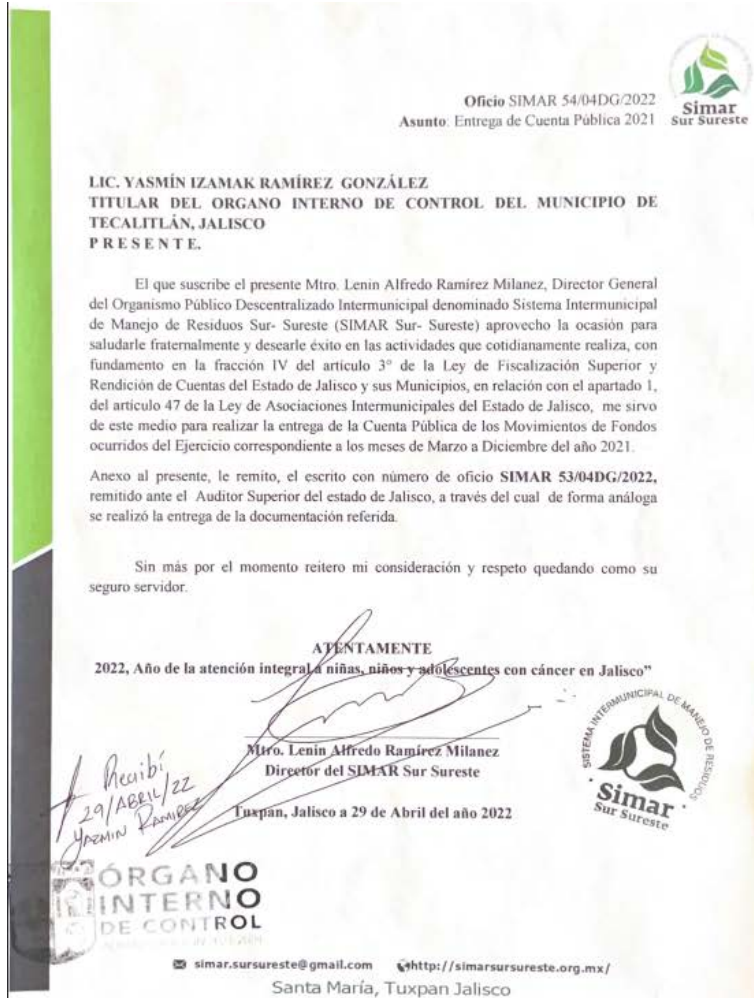 Oficio SIMAR 54/04DG/2022
Asunto: Entrega de Cuenta Pública 2021
Simar
Sur Sureste
LIC. YASMÍN IZAMAK RAMÍREZ GONZÁLEZ
TITULAR DEL ORGANO INTERNO DE CONTROL DEL MUNICIPIO DE
TECALITLÁN, JALISCO
P R E S E N T E.
El que suscribe el presente Mtro. Lenin Alfredo Ramírez Milanez, Director General
del Organismo Público Descentralizado Intermunicipal denominado Sistema Intermunicipal
de Manejo de Residuos Sur- Sureste (SIMAR Sur- Sureste) aprovecho la ocasión para
saludarle fraternalmente y desearle éxito en las actividades que cotidianamente realiza, con
fundamento en la fracción IV del artículo 3° de la Ley de Fiscalización Superior y
Rendición de Cuentas del Estado de Jalisco y sus Municipios, en relación con el apartado 1,
del artículo 47 de la Ley de Asociaciones Intermunicipales del Estado de Jalisco, me sirvo
de este medio para realizar la entrega de la Cuenta Pública de los Movimientos de Fondos
ocurridos del Ejercicio correspondiente a los meses de Marzo a Diciembre del año 2021.
Anexo al presente, le remito, el escrito con número de oficio SIMAR 53/04DG/2022,
remitido ante el Auditor Superior del estado de Jalisco, a través del cual de forma análoga
se realizó la entrega de la documentación referida.
Sin más por el momento reitero mi consideración y respeto quedando como su
seguro servidor.
ATENTAMENTE
2022, Año de la atención integral a niñas, niños y adolescentes con cáncer en Jalisco”
Mtro. Lenin Alfredo Ramírez Milanez
Director del SIMAR Sur Sureste
Tuxpan, Jalisco a 29 de Abril del año 2022
SISTEMA INTERMUNICIPAL DE MANEJO DE RESIDUOS
Simar
Sur Sureste
Recibí
29/ABRIL/22
YAZMIN RAMIREZ
ÓRGANO
INTERNO
DE CONTROL
simar.sursureste@gmail.com http://simarsursureste.org.mx/
Santa María, Tuxpan Jalisco